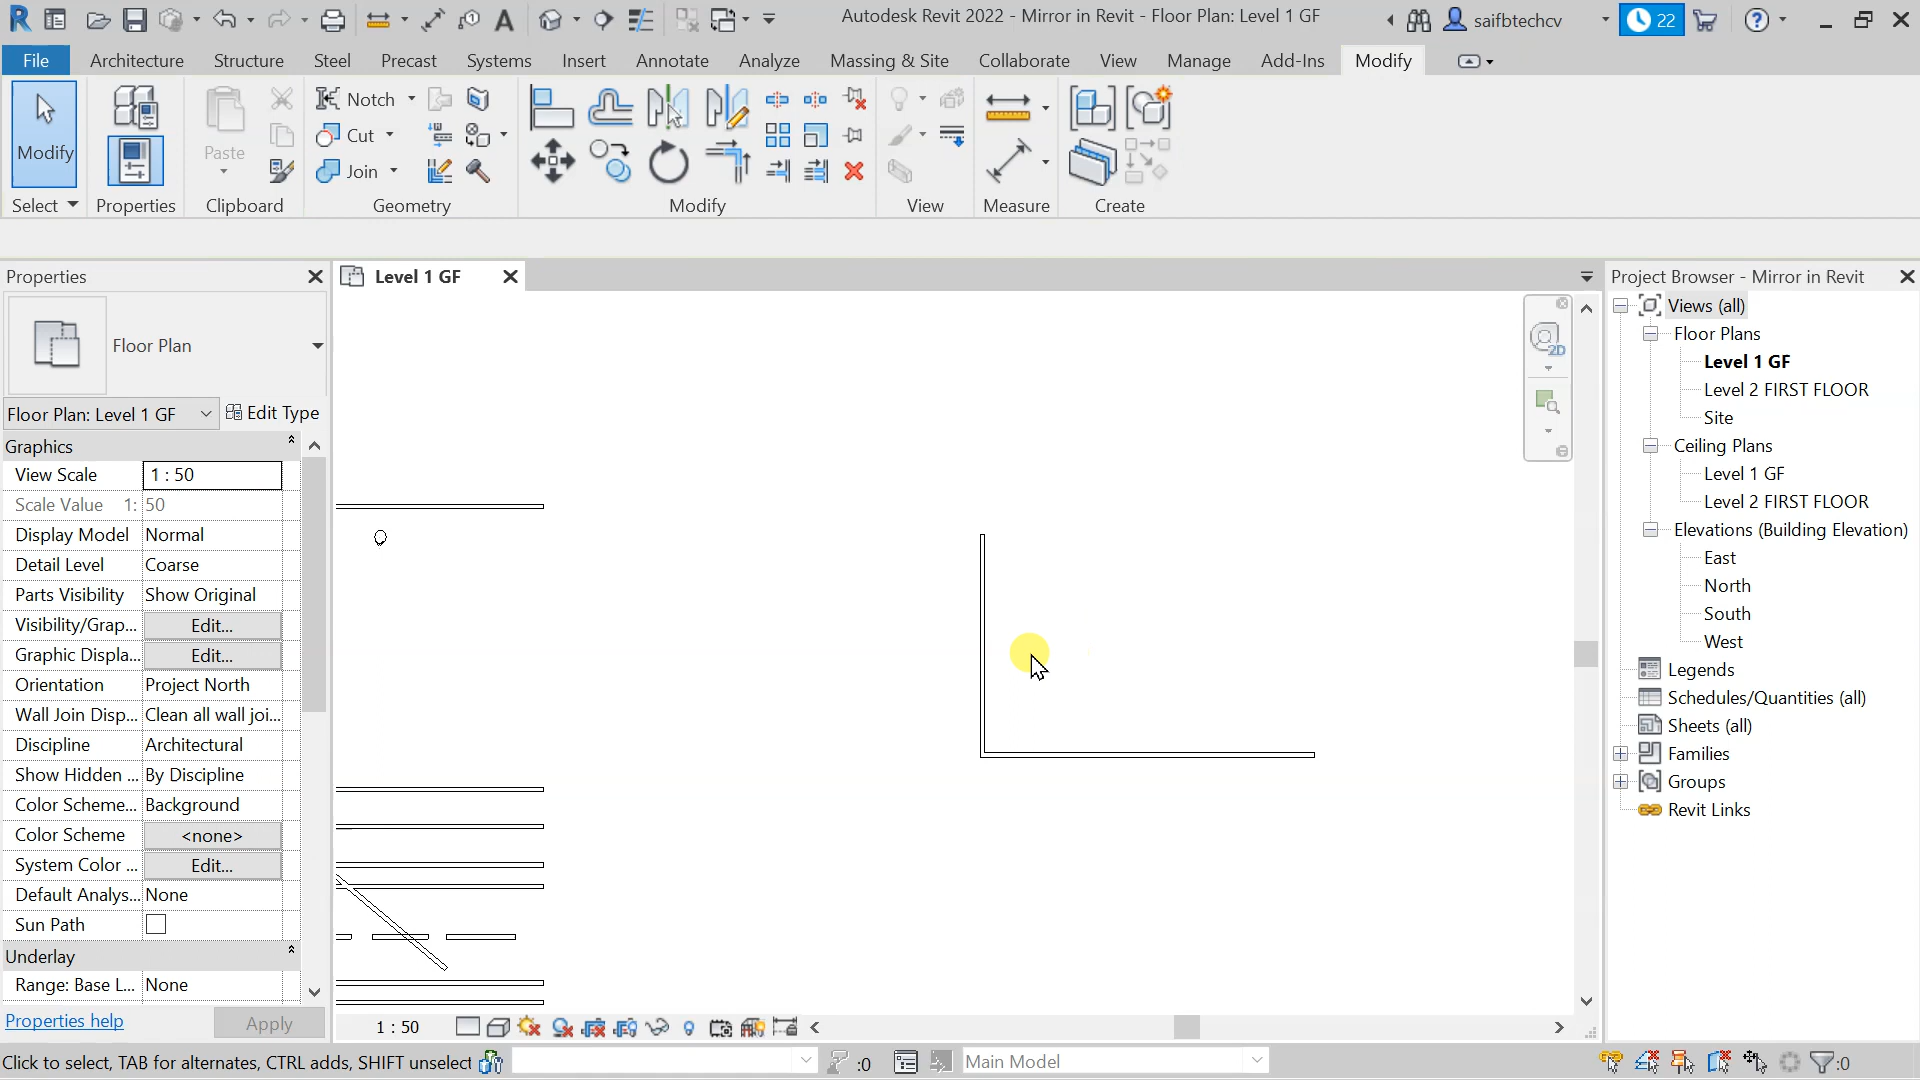 Autodesk Revit 2022 - Mirror in Revit - Floor Plan: Level 1 GF
saifbtechcv
22
File Architecture Structure Steel Precast Systems Insert Annotate Analyze Massing & Site Collaborate View Manage Add-Ins Modify
Modify
Paste
Notch
Cut
Join
Select Properties Clipboard Geometry Modify View Measure Create
Properties
Floor Plan
Floor Plan: Level 1 GF
Edit Type
Graphics
View Scale 1 : 50
Scale Value 1: 50
Display Model Normal
Detail Level Coarse
Parts Visibility Show Original
Visibility/Grap... Edit...
Graphic Displa... Edit...
Orientation Project North
Wall Join Disp... Clean all wall joi...
Discipline Architectural
Show Hidden ... By Discipline
Color Scheme... Background
Color Scheme <none>
System Color ... Edit...
Default Analys... None
Sun Path
Underlay
Range: Base L... None
Properties help
Apply
Level 1 GF
2D
1 : 50
Project Browser - Mirror in Revit
Views (all)
Floor Plans
Level 1 GF
Level 2 FIRST FLOOR
Site
Ceiling Plans
Level 1 GF
Level 2 FIRST FLOOR
Elevations (Building Elevation)
East
North
South
West
Legends
Schedules/Quantities (all)
Sheets (all)
Families
Groups
Revit Links
Click to select, TAB for alternates, CTRL adds, SHIFT unselect
:0
Main Model
:0